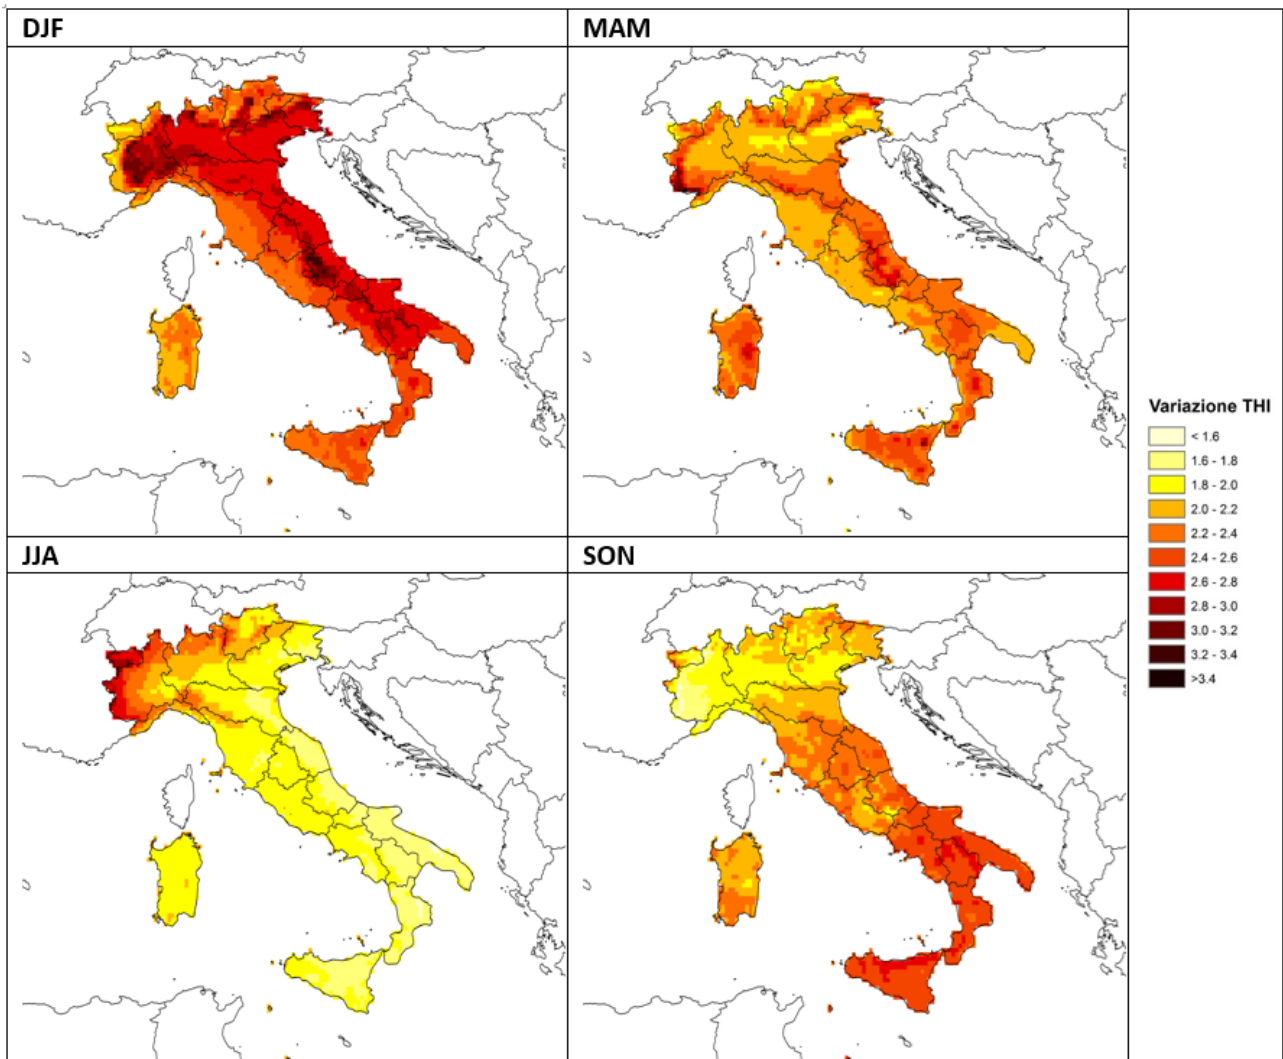 DJF
MAM
JJA
SON
Variazione THI
< 1.6
1.6 - 1.8
1.8 - 2.0
2.0 - 2.2
2.2 - 2.4
2.4 - 2.6
2.6 - 2.8
2.8 - 3.0
3.0 - 3.2
3.2 - 3.4
>3.4